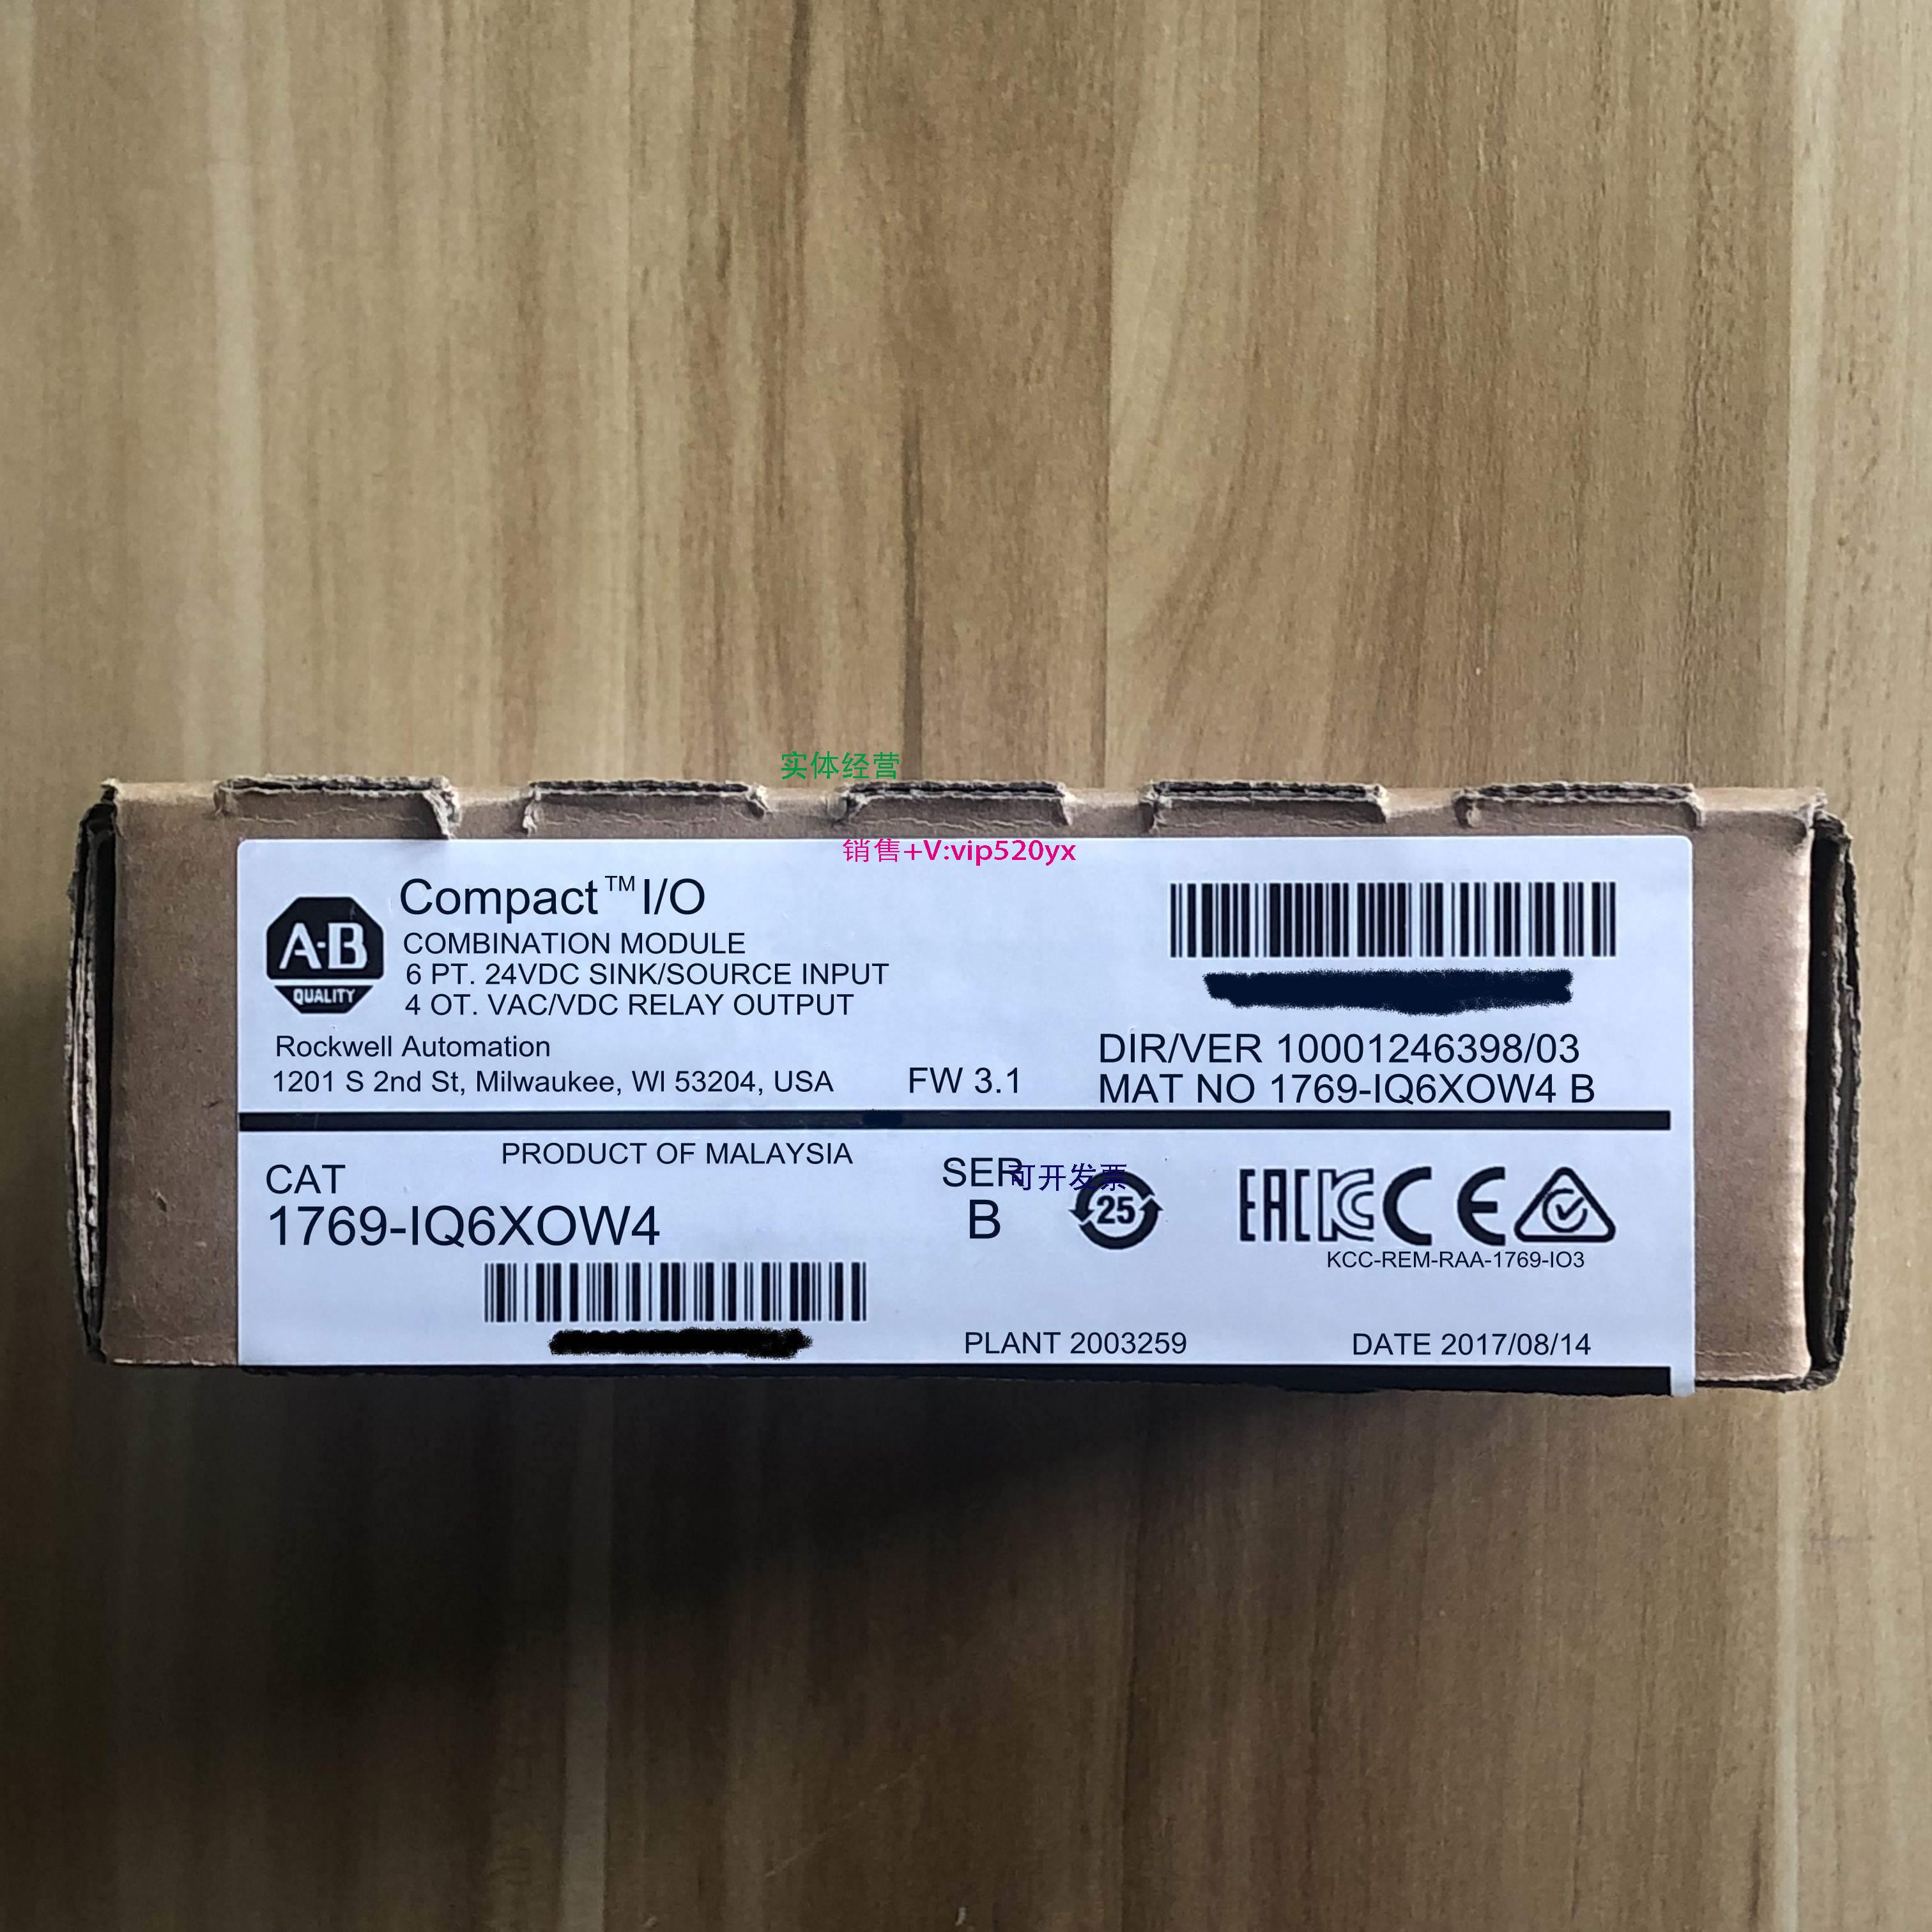 实体经营
销售+V:vip520yx
Compact™I/O
COMBINATION MODULE
6 PT. 24VDC SINK/SOURCE INPUT
4 OT. VAC/VDC RELAY OUTPUT
A-B
QUALITY
Rockwell Automation
1201 S 2nd St, Milwaukee, WI 53204, USA
FW 3.1
DIR/VER 10001246398/03
MAT NO 1769-IQ6XOW4 B
PRODUCT OF MALAYSIA
CAT
1769-IQ6XOW4
SER
B
可开发票
25
EAC
KC
CE
KCC-REM-RAA-1769-IO3
PLANT 2003259
DATE 2017/08/14